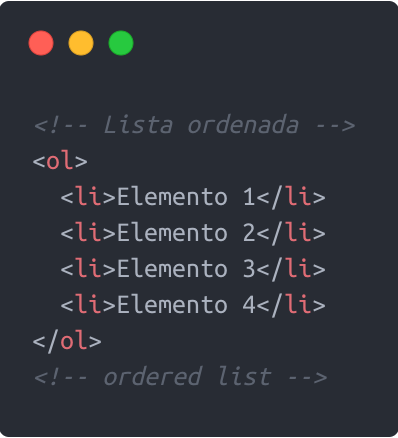 <!-- Lista ordenada -->
<ol>
  <li>Elemento 1</li>
  <li>Elemento 2</li>
  <li>Elemento 3</li>
  <li>Elemento 4</li>
</ol>
<!-- ordered list -->